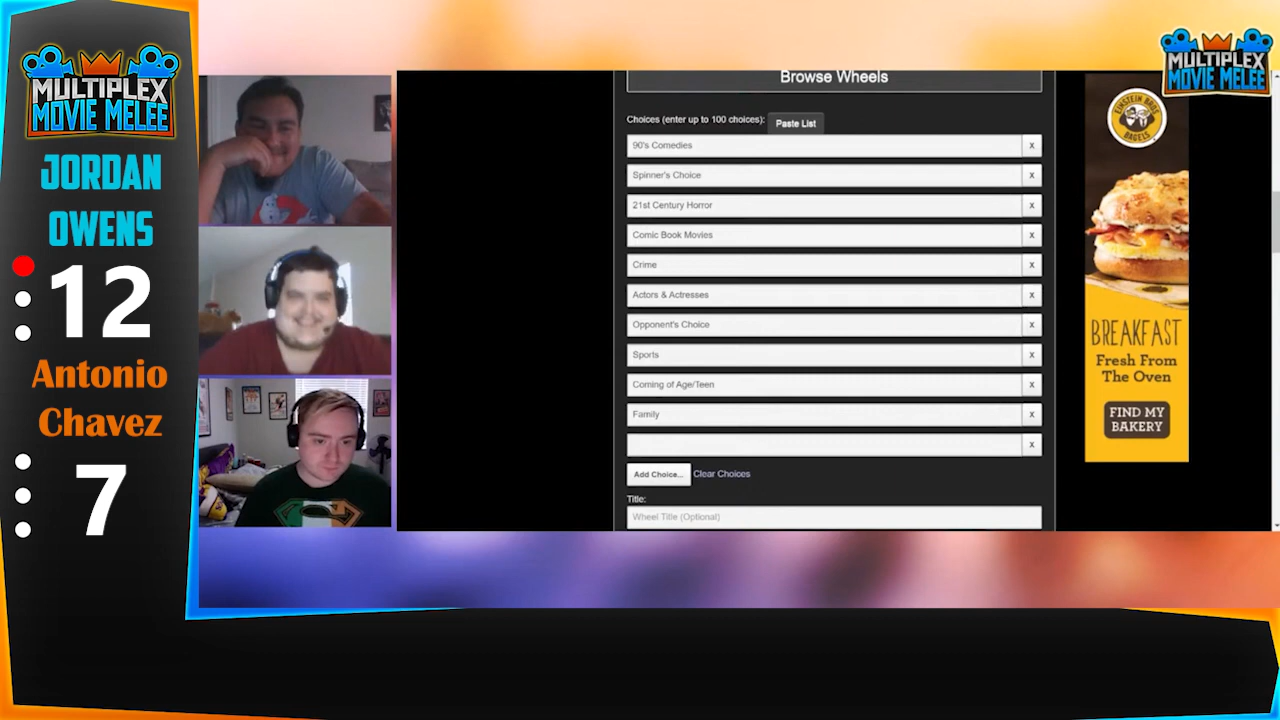 MULTIPLEX
MOVIE MELEE
JORDAN
OWENS
12
Antonio
Chavez
7
Browse Wheels
Choices (enter up to 100 choices):
Paste List
90's Comedies
X
Spinner's Choice
X
21st Century Horror
X
Comic Book Movies
X
Crime
X
Actors & Actresses
X
Opponent's Choice
X
Sports
X
Coming of Age/Teen
X
Family
X
X
Add Choice...
Clear Choices
Title:
Wheel Title (Optional)
MULTIPLEX
MOVIE MELEE
EINSTEIN BROS
BAGELS
BREAKFAST
Fresh From
The Oven
FIND MY
BAKERY